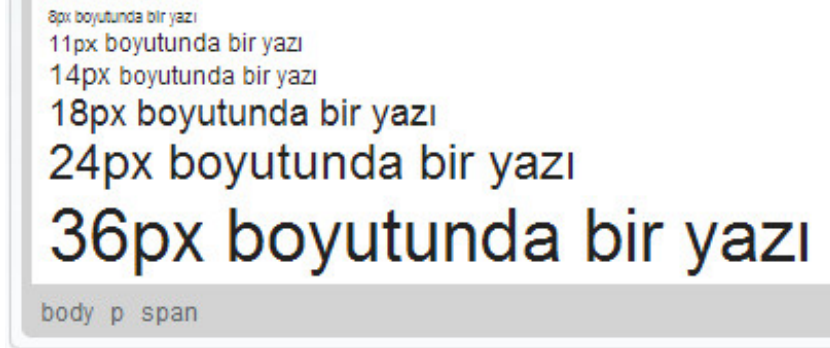 8px boyutunda bir yazı
11px boyutunda bir yazı
14px boyutunda bir yazı
18px boyutunda bir yazı
24px boyutunda bir yazı
36px boyutunda bir yazı
body p span